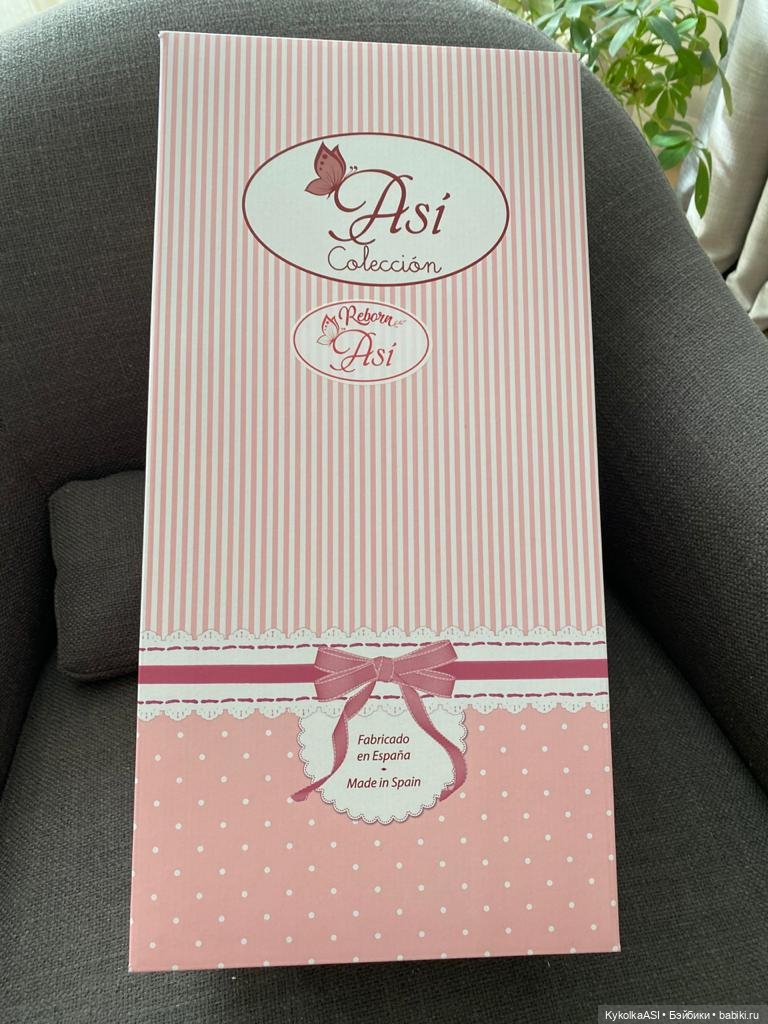 Así
Colección
Reborn
Así
Fabricado
en España
Made in Spain
KykolkaASI • Бэйбики • babiki.ru